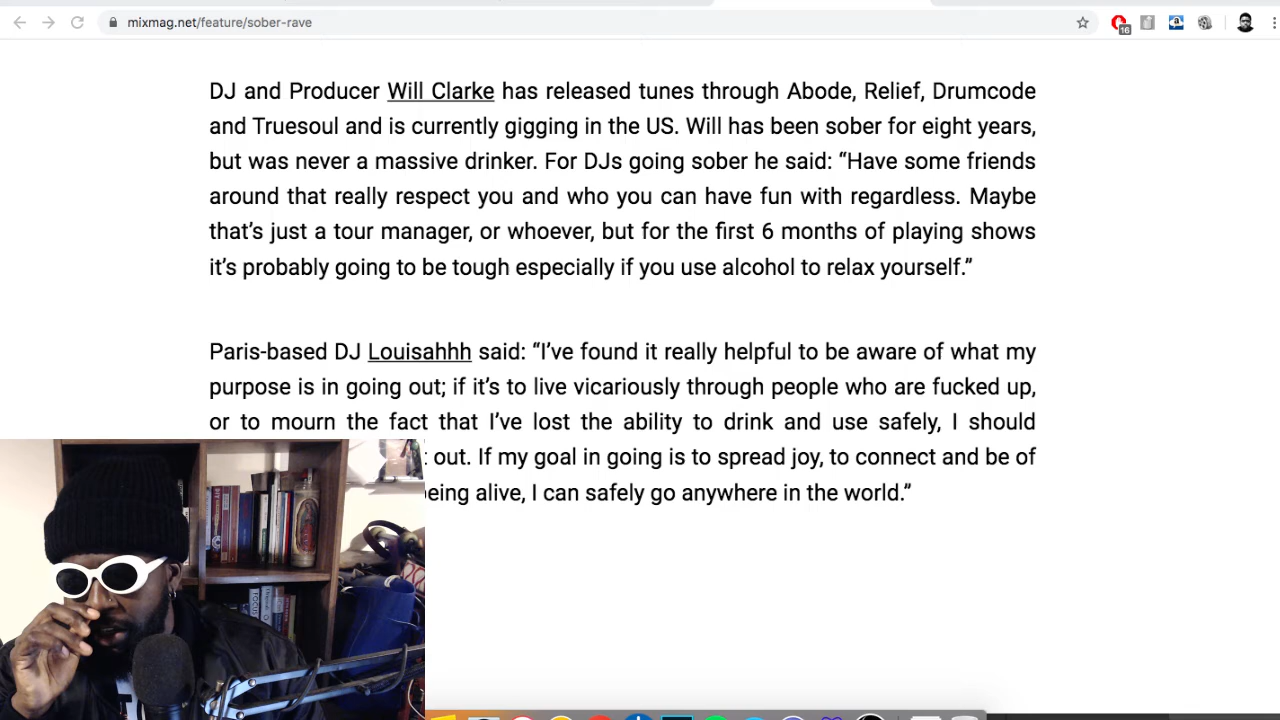 mixmag.net/feature/sober-rave
16
DJ and Producer Will Clarke has released tunes through Abode, Relief, Drumcode
and Truesoul and is currently gigging in the US. Will has been sober for eight years,
but was never a massive drinker. For DJs going sober he said: “Have some friends
around that really respect you and who you can have fun with regardless. Maybe
that’s just a tour manager, or whoever, but for the first 6 months of playing shows
it’s probably going to be tough especially if you use alcohol to relax yourself.”
Paris-based DJ Louisahhh said: “I’ve found it really helpful to be aware of what my
purpose is in going out; if it’s to live vicariously through people who are fucked up,
or to mourn the fact that I’ve lost the ability to drink and use safely, I should
out. If my goal in going is to spread joy, to connect and be of
being alive, I can safely go anywhere in the world.”